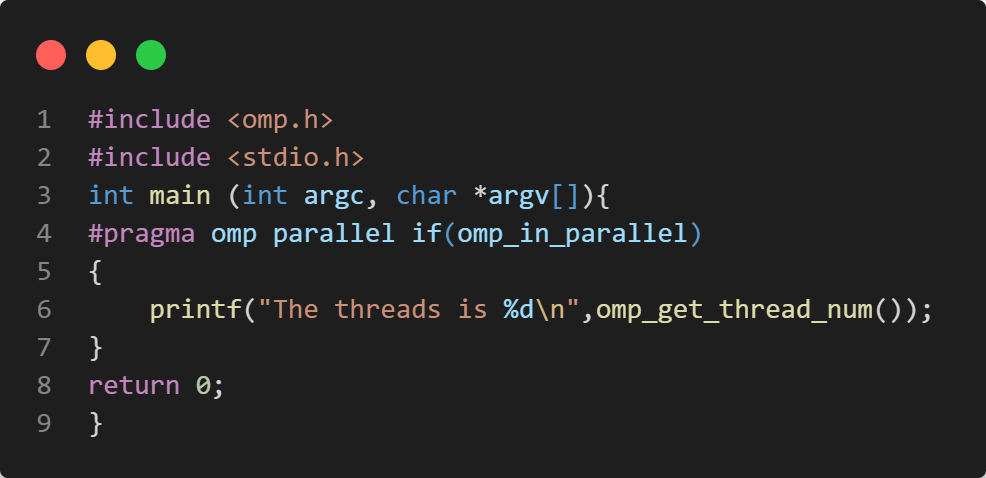 1 #include <omp.h>
2 #include <stdio.h>
3 int main (int argc, char *argv[]){
4 #pragma omp parallel if(omp_in_parallel)
5 {
6     printf("The threads is %d\n",omp_get_thread_num());
7 }
8 return 0;
9 }